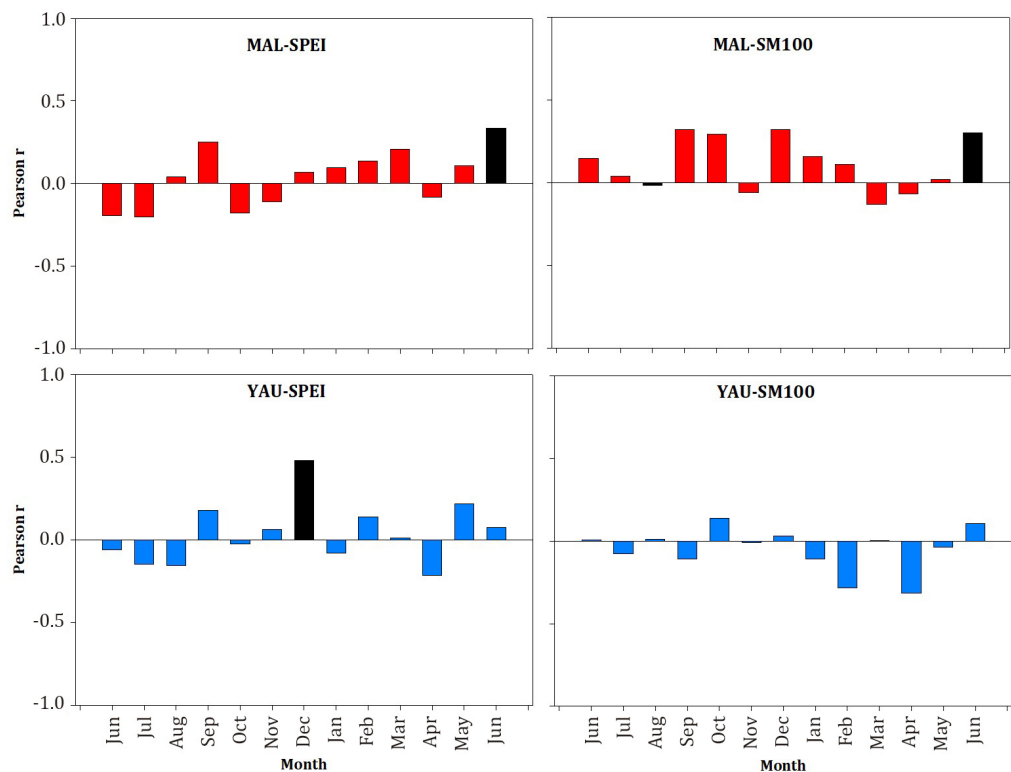 MAL-SPEI
1.0
0.5
0.0
-0.5
-1.0
Pearson r
MAL-SM100
YAU-SPEI
1.0
0.5
0.0
-0.5
-1.0
Pearson r
Jun
Jul
Aug
Sep
Oct
Nov
Dec
Jan
Feb
Mar
Apr
May
Jun
Month
YAU-SM100
Jun
Jul
Aug
Sep
Oct
Nov
Dec
Jan
Feb
Mar
Apr
May
Jun
Month